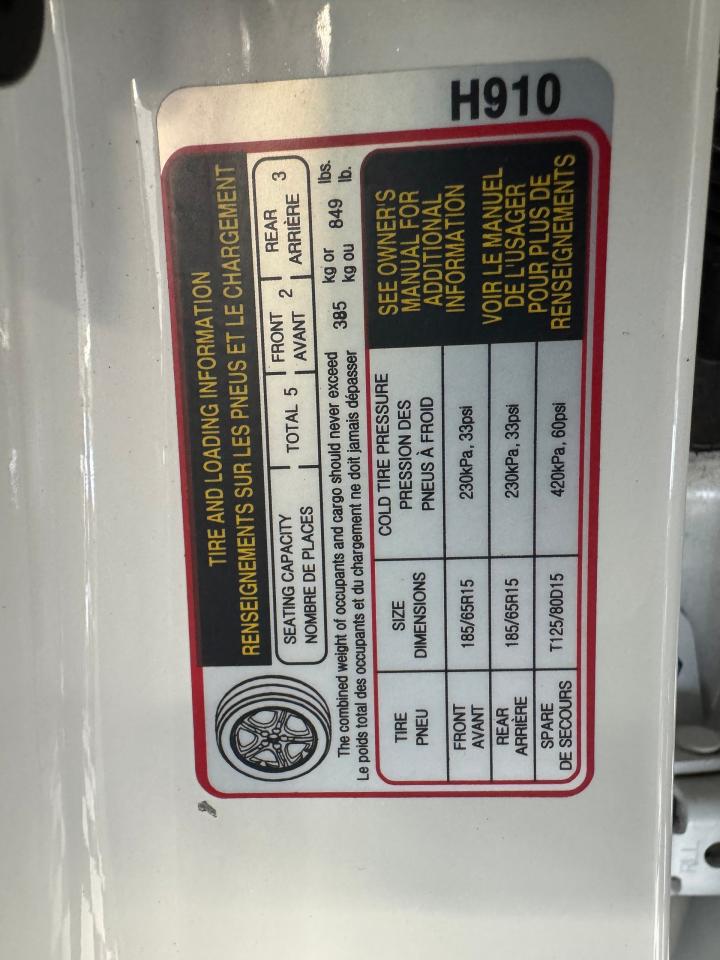 H910
TIRE AND LOADING INFORMATION
RENSEIGNEMENTS SUR LES PNEUS ET LE CHARGEMENT
SEATING CAPACITY
NOMBRE DE PLACES
TOTAL 5
FRONT
AVANT
2
REAR
ARRIÈRE
3
The combined weight of occupants and cargo should never exceed 385 kg or 849 lbs.
Le poids total des occupants et du chargement ne doit jamais dépasser 385 kg ou 849 lb.
TIRE
PNEU
SIZE
DIMENSIONS
COLD TIRE PRESSURE
PRESSION DES
PNEUS À FROID
FRONT
AVANT
185/65R15
230kPa, 33psi
REAR
ARRIÈRE
185/65R15
230kPa, 33psi
SPARE
DE SECOURS
T125/80D15
420kPa, 60psi
SEE OWNER'S
MANUAL FOR
ADDITIONAL
INFORMATION
VOIR LE MANUEL
DE L'USAGER
POUR PLUS DE
RENSEIGNEMENTS
RLL